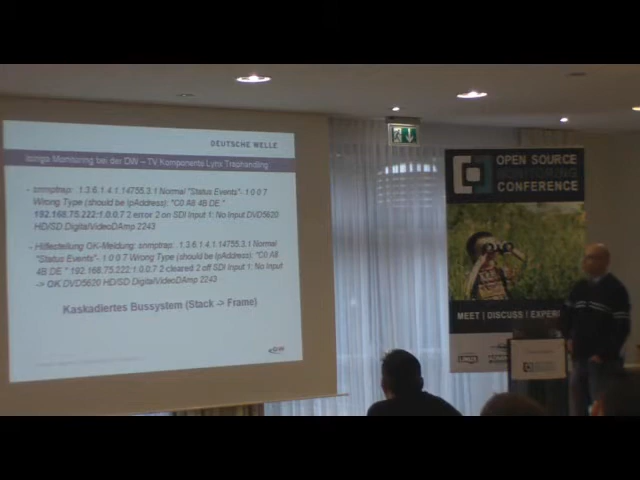 DEUTSCHE WELLE
Icinga Monitoring bei der DW – TV Komponente Lynx Traphandling
- snmptrap: .1.3.6.1.4.1.14755.3.1 Normal "Status Events"- 1 0 0 7
Wrong Type (should be IpAddress): "C0 A8 4B DE "
192.168.75.222:1.0.0.7 2 error 2 on SDI Input 1: No Input DVD5620
HD/SD DigitalVideoDAmp 2243
- Hilfestellung OK-Meldung: snmptrap: .1.3.6.1.4.1.14755.3.1 Normal
"Status Events"- 1 0 0 7 Wrong Type (should be IpAddress): "C0 A8
4B DE " 192.168.75.222:1.0.0.7 2 cleared 2 off SDI Input 1: No Input
-> OK DVD5620 HD/SD DigitalVideoDAmp 2243
Kaskadiertes Bussystem (Stack -> Frame)
OPEN SOURCE
MONITORING
CONFERENCE
MEET | DISCUSS | EXPER